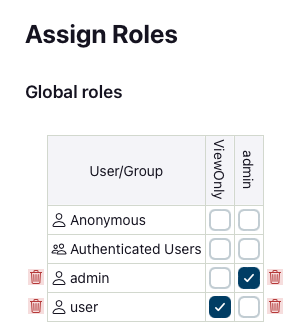 Assign Roles
Global roles
User/Group
ViewOnly
admin
Anonymous
Authenticated Users
admin
user